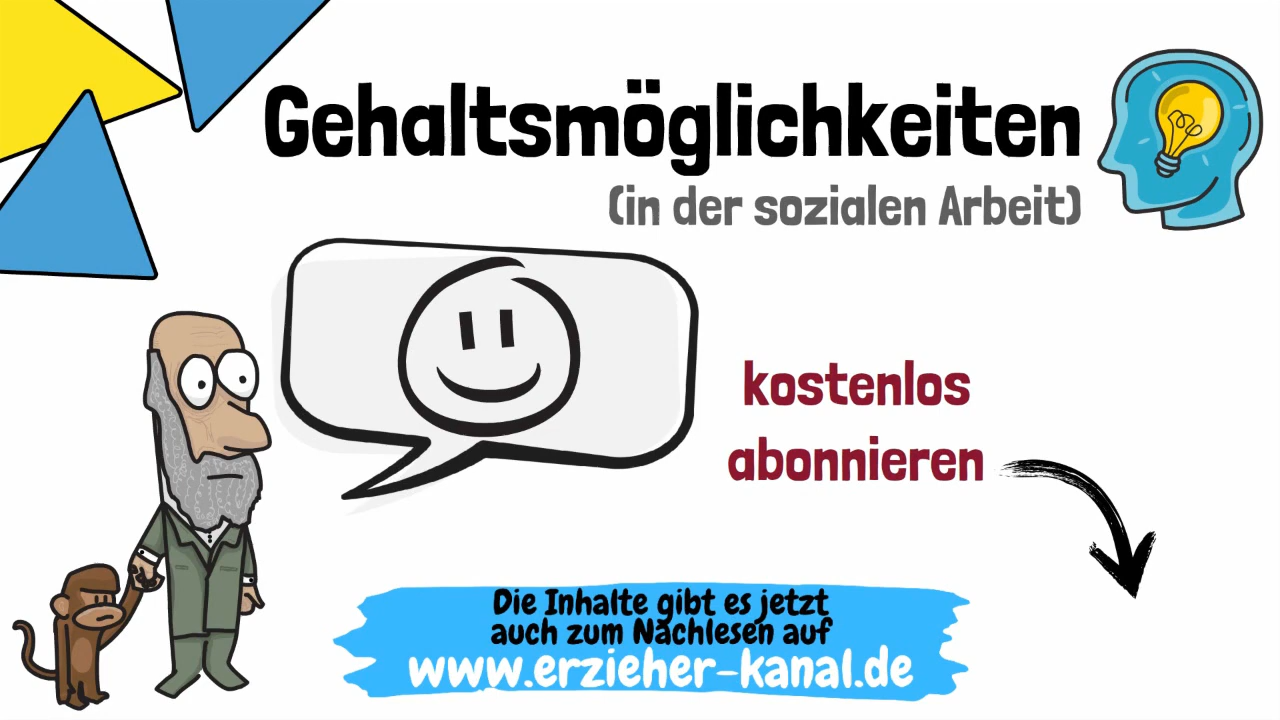 Gehaltsmöglichkeiten
(in der sozialen Arbeit)
kostenlos
abonnieren
Die Inhalte gibt es jetzt
auch zum Nachlesen auf
www.erzieher-kanal.de